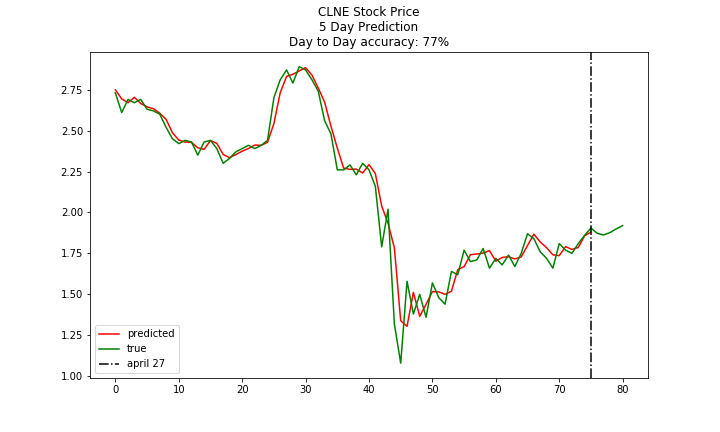 CLNE Stock Price
5 Day Prediction
Day to Day accuracy: 77%
2.75
2.50
2.25
2.00
1.75
1.50
1.25
1.00
predicted
true
april 27
0 10 20 30 40 50 60 70 80